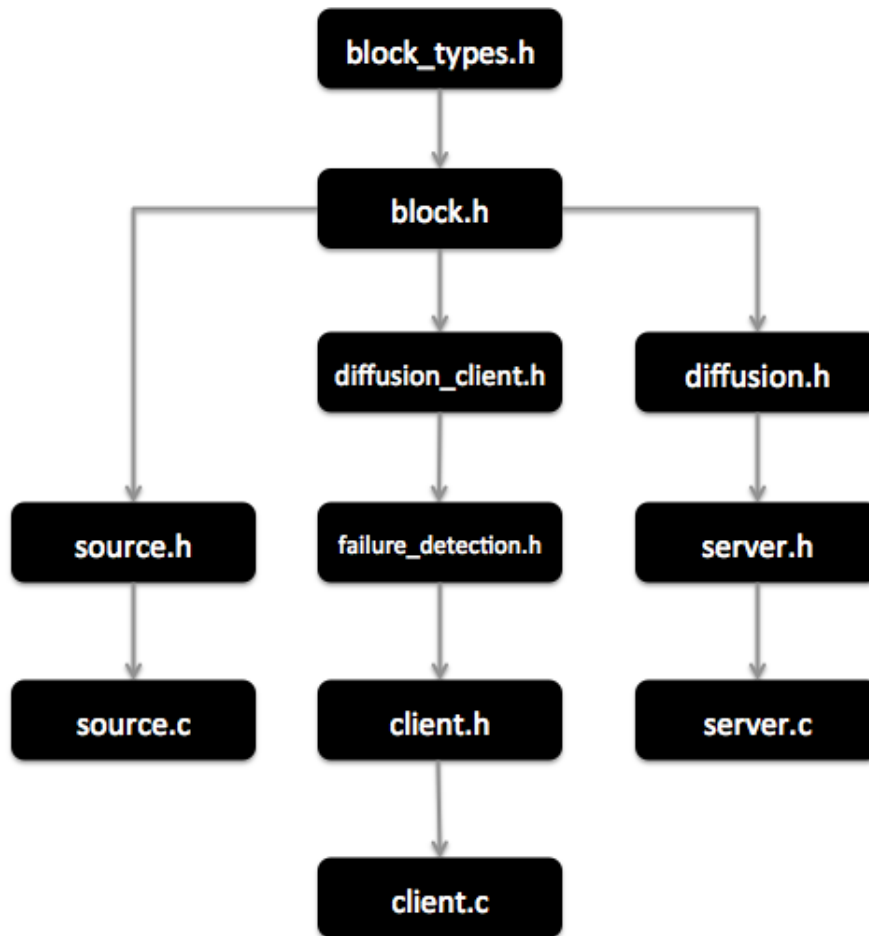 block_types.h
block.h
diffusion_client.h
diffusion.h
source.h
failure_detection.h
server.h
source.c
client.h
server.c
client.c